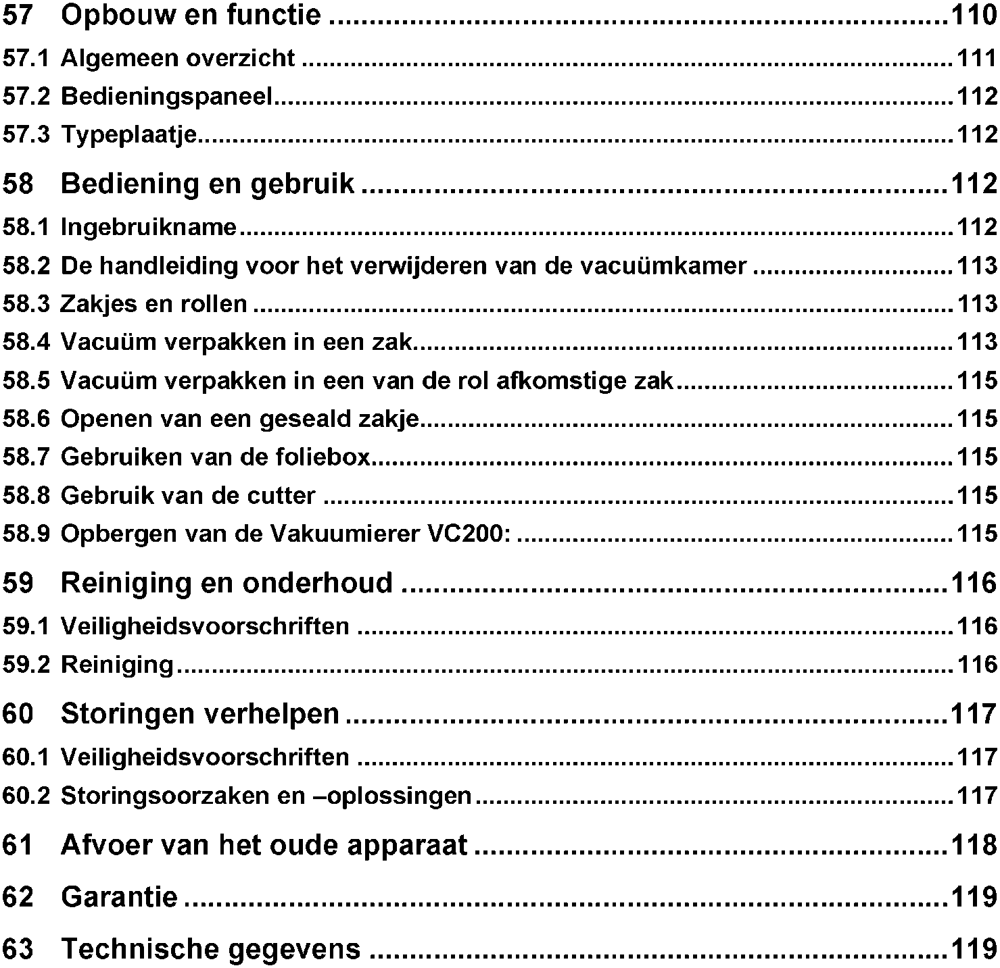 57 Opbouw en functie ........................................................................ 110
57.1 Algemeen overzicht ........................................................................ 111
57.2 Bedieningspaneel........................................................................ 112
57.3 Typeplaatje........................................................................ 112
58 Bediening en gebruik ........................................................................ 112
58.1 Ingebruikname........................................................................ 112
58.2 De handleiding voor het verwijderen van de vacuümkamer ............................. 113
58.3 Zakjes en rollen ........................................................................ 113
58.4 Vacuüm verpakken in een zak........................................................................ 113
58.5 Vacuüm verpakken in een van de rol afkomstige zak........................................ 115
58.6 Openen van een geseald zakje........................................................................ 115
58.7 Gebruiken van de foliebox........................................................................ 115
58.8 Gebruik van de cutter ........................................................................ 115
58.9 Opbergen van de Vakuumierer VC200: ............................................................... 115
59 Reiniging en onderhoud ........................................................................ 116
59.1 Veiligheidsvoorschriften ........................................................................ 116
59.2 Reiniging........................................................................ 116
60 Storingen verhelpen ........................................................................ 117
60.1 Veiligheidsvoorschriften ........................................................................ 117
60.2 Storingsoorzaken en –oplossingen..................................................................... 117
61 Afvoer van het oude apparaat ........................................................... 118
62 Garantie ........................................................................ 119
63 Technische gegevens ........................................................................ 119